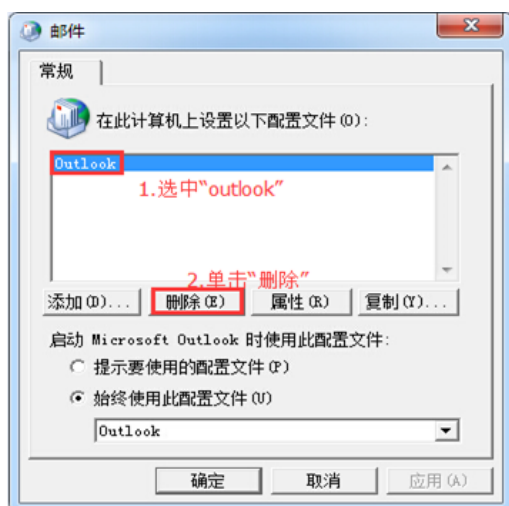 邮件
常规
在此计算机上设置以下配置文件(O):
Outlook
1.选中“outlook”
2.单击“删除”
添加(D)... 删除(E) 属性(R) 复制(Y)...
启动 Microsoft Outlook 时使用此配置文件:
提示要使用的配置文件(P)
始终使用此配置文件(U)
Outlook
确定 取消 应用(A)